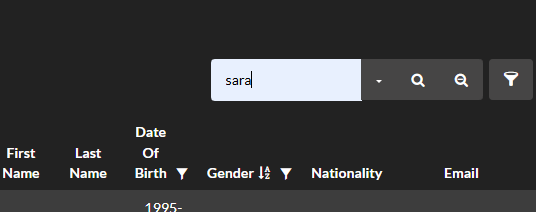 sara
First Name
Last Name
Date Of Birth
Gender
Nationality
Email
1995-